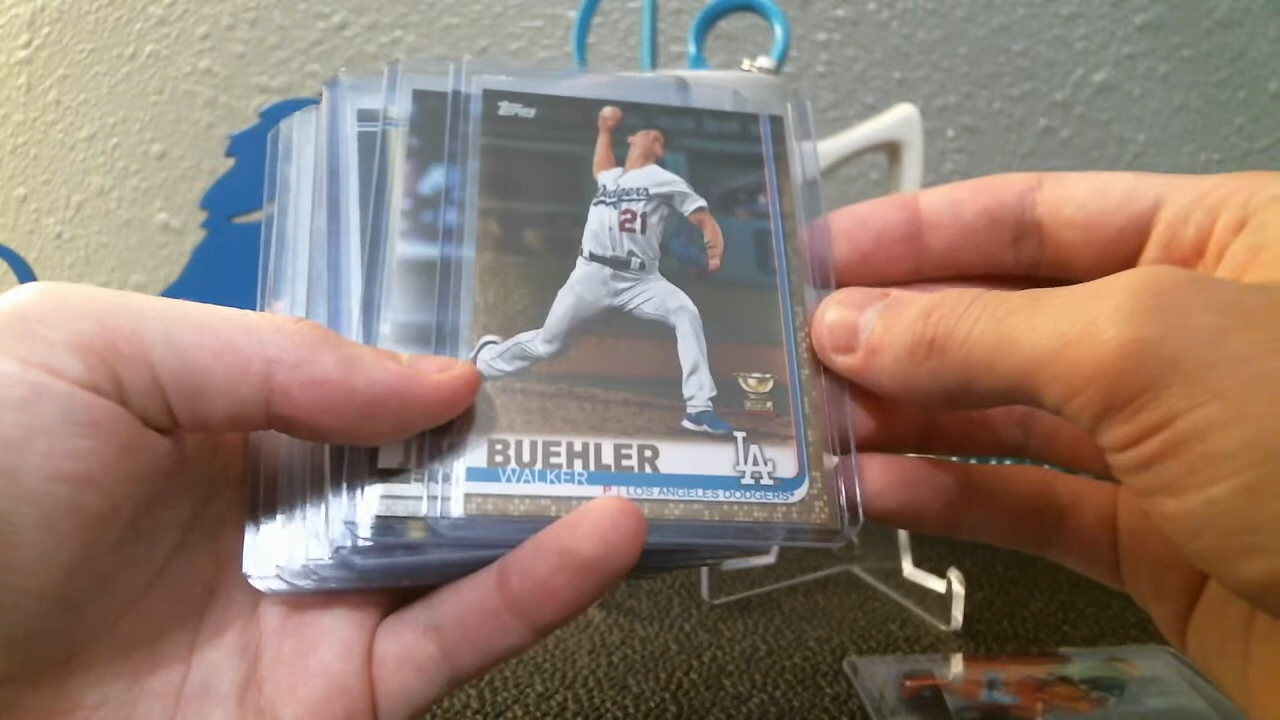 Topps
Dodgers
21
BUEHLER
WALKER
LA
P | LOS ANGELES DODGERS